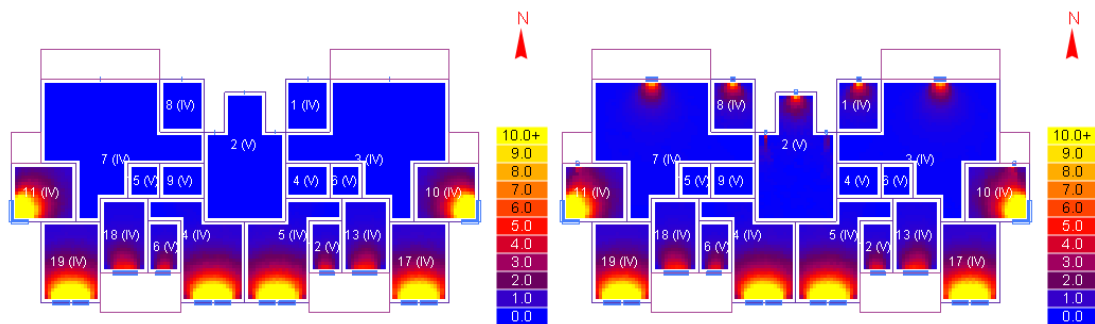 N
8 (IV)
1 (IV)
2 (V)
7 (IV)
3 (IV)
11 (IV)
5 (V)
9 (V)
4 (V)
6 (V)
10 (IV)
18 (IV)
6 (V)
4 (IV)
5 (IV)
2 (V)
13 (IV)
19 (IV)
17 (IV)
10.0+
9.0
8.0
7.0
6.0
5.0
4.0
3.0
2.0
1.0
0.0
N
8 (IV)
1 (IV)
2 (V)
7 (IV)
3 (IV)
11 (IV)
5 (V)
9 (V)
4 (V)
6 (V)
10 (IV)
18 (IV)
6 (V)
4 (IV)
5 (IV)
2 (V)
13 (IV)
19 (IV)
17 (IV)
10.0+
9.0
8.0
7.0
6.0
5.0
4.0
3.0
2.0
1.0
0.0